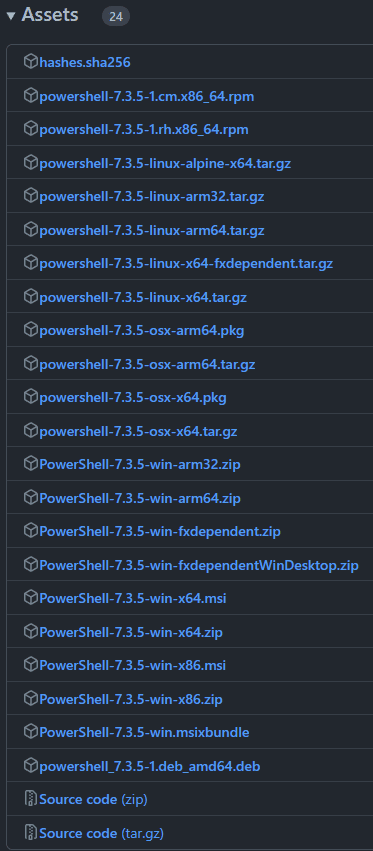 Assets 24
hashes.sha256
powershell-7.3.5-1.cm.x86_64.rpm
powershell-7.3.5-1.rh.x86_64.rpm
powershell-7.3.5-linux-alpine-x64.tar.gz
powershell-7.3.5-linux-arm32.tar.gz
powershell-7.3.5-linux-arm64.tar.gz
powershell-7.3.5-linux-x64-fxdependent.tar.gz
powershell-7.3.5-linux-x64.tar.gz
powershell-7.3.5-osx-arm64.pkg
powershell-7.3.5-osx-arm64.tar.gz
powershell-7.3.5-osx-x64.pkg
powershell-7.3.5-osx-x64.tar.gz
PowerShell-7.3.5-win-arm32.zip
PowerShell-7.3.5-win-arm64.zip
PowerShell-7.3.5-win-fxdependent.zip
PowerShell-7.3.5-win-fxdependentWinDesktop.zip
PowerShell-7.3.5-win-x64.msi
PowerShell-7.3.5-win-x64.zip
PowerShell-7.3.5-win-x86.msi
PowerShell-7.3.5-win-x86.zip
PowerShell-7.3.5-win.msixbundle
powershell_7.3.5-1.deb_amd64.deb
Source code (zip)
Source code (tar.gz)